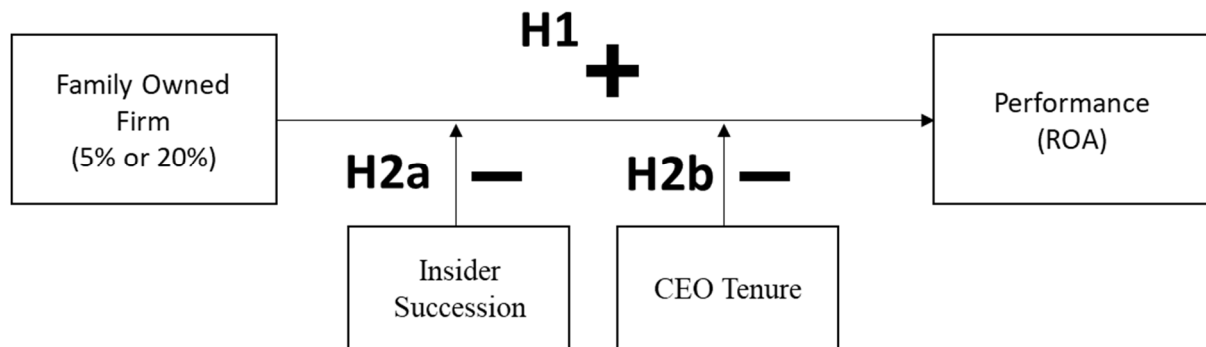 H1
+
Family Owned
Firm
(5% or 20%)
Performance
(ROA)
H2a −
H2b −
Insider
Succession
CEO Tenure